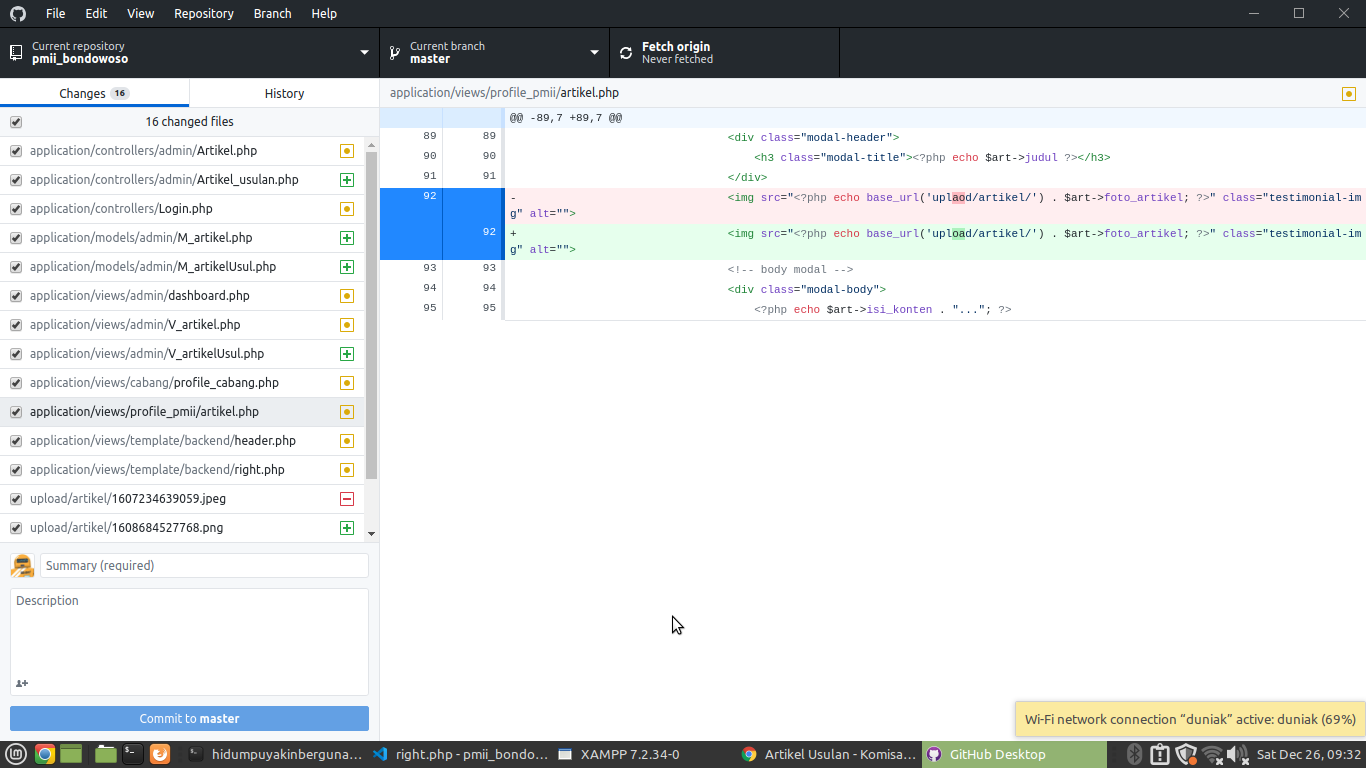 File Edit View Repository Branch Help
Current repository
pmii_bondowoso
Current branch
master
Fetch origin
Never fetched
Changes 16
History
16 changed files
application/controllers/admin/Artikel.php
application/controllers/admin/Artikel_usulan.php
application/controllers/Login.php
application/models/admin/M_artikel.php
application/models/admin/M_artikelUsul.php
application/views/admin/dashboard.php
application/views/admin/V_artikel.php
application/views/admin/V_artikelUsul.php
application/views/cabang/profile_cabang.php
application/views/profile_pmii/artikel.php
application/views/template/backend/header.php
application/views/template/backend/right.php
upload/artikel/1607234639059.jpeg
upload/artikel/1608684527768.png
Summary (required)
Description
Commit to master
application/views/profile_pmii/artikel.php
@@ -89,7 +89,7 @@
89 89 <div class="modal-header">
90 90 <h3 class="modal-title"><?php echo $art->judul ?></h3>
91 91 </div>
92 - <img src="<?php echo base_url('uplaod/artikel/') . $art->foto_artikel; ?>" class="testimonial-im
g" alt="">
92 + <img src="<?php echo base_url('upload/artikel/') . $art->foto_artikel; ?>" class="testimonial-im
g" alt="">
93 93 <!-- body modal -->
94 94 <div class="modal-body">
95 95 <?php echo $art->isi_konten . "..."; ?>
Wi-Fi network connection “duniak” active: duniak (69%)
hidumpuyakinberguna... right.php - pmii_bondo... XAMPP 7.2.34-0 Artikel Usulan - Komisa... GitHub Desktop Sat Dec 26, 09:32